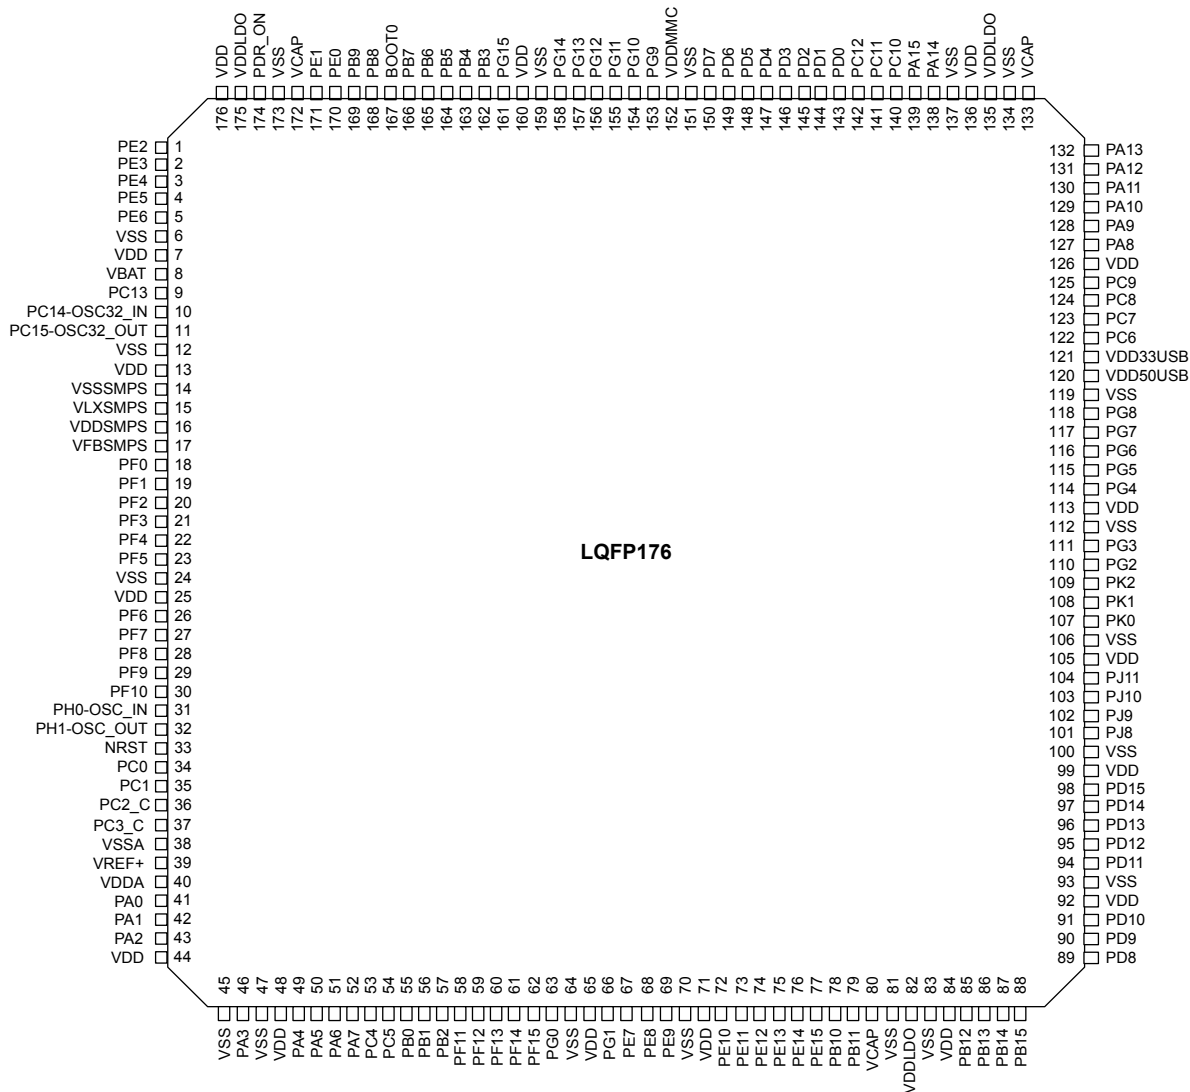 VDD VDDLDO PDR_ON VSS VCAP PE1 PE0 PB9 PB8 BOOT0 PB7 PB6 PB5 PB4 PB3 PG15 VDD VSS PG14 PG13 PG12 PG11 PG10 PG9 VDDMMC VSS PD7 PD6 PD5 PD4 PD3 PD2 PD1 PD0 PC12 PC11 PC10 PA15 PA14 VSS VDD VDDLDO VSS VCAP
176 175 174 173 172 171 170 169 168 167 166 165 164 163 162 161 160 159 158 157 156 155 154 153 152 151 150 149 148 147 146 145 144 143 142 141 140 139 138 137 136 135 134 133
PE2 1
PE3 2
PE4 3
PE5 4
PE6 5
VSS 6
VDD 7
VBAT 8
PC13 9
PC14-OSC32_IN 10
PC15-OSC32_OUT 11
VSS 12
VDD 13
VSSSMPS 14
VLXSMPS 15
VDDSMPS 16
VFBSMPS 17
PF0 18
PF1 19
PF2 20
PF3 21
PF4 22
PF5 23
VSS 24
VDD 25
PF6 26
PF7 27
PF8 28
PF9 29
PF10 30
PH0-OSC_IN 31
PH1-OSC_OUT 32
NRST 33
PC0 34
PC1 35
PC2_C 36
PC3_C 37
VSSA 38
VREF+ 39
VDDA 40
PA0 41
PA1 42
PA2 43
VDD 44
LQFP176
132 PA13
131 PA12
130 PA11
129 PA10
128 PA9
127 PA8
126 VDD
125 PC9
124 PC8
123 PC7
122 PC6
121 VDD33USB
120 VDD50USB
119 VSS
118 PG8
117 PG7
116 PG6
115 PG5
114 PG4
113 VDD
112 VSS
111 PG3
110 PG2
109 PK2
108 PK1
107 PK0
106 VSS
105 VDD
104 PJ11
103 PJ10
102 PJ9
101 PJ8
100 VSS
99 VDD
98 PD15
97 PD14
96 PD13
95 PD12
94 PD11
93 VSS
92 VDD
91 PD10
90 PD9
89 PD8
45 46 47 48 49 50 51 52 53 54 55 56 57 58 59 60 61 62 63 64 65 66 67 68 69 70 71 72 73 74 75 76 77 78 79 80 81 82 83 84 85 86 87 88
VSS PA3 VSS VDD PA4 PA5 PA6 PA7 PC4 PC5 PB0 PB1 PB2 PF11 PF12 PF13 PF14 PF15 PG0 VSS VDD PG1 PE7 PE8 PE9 VSS VDD PE10 PE11 PE12 PE13 PE14 PE15 PB10 PB11 VCAP VSS VDDLDO VSS VDD PB12 PB13 PB14 PB15